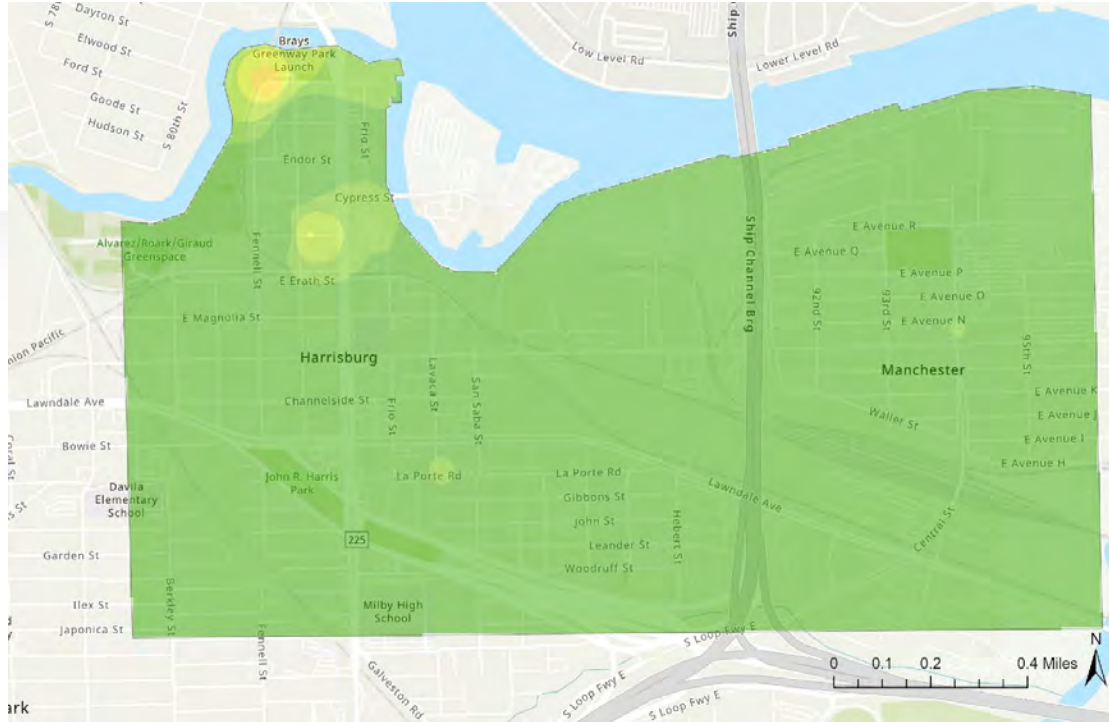 Dayton St
S 78
Elwood St
Ford St
Goode St
Hudson St
S 80th St
Brays
Greenway Park
Launch
Low Level Rd
Ship
Lower Level Rd
Frio St
Endor St
Cypress St
Alvarez/Roark/Giraud
Greenspace
Fennell St
E Erath St
E Magnolia St
nion Pacific
Harrisburg
Lavaca St
San Saba St
Channelside St
Frio St
Lawndale Ave
Bowie St
Coral St
Davila
Elementary
School
John R. Harris
Park
La Porte Rd
La Porte Rd
Gibbons St
John St
Leander St
Woodruff St
Hebert St
Lawndale Ave
225
Garden St
Berkley St
Ilex St
Japonica St
Milby High
School
Fennell St
Galveston Rd
S Loop Fwy E
S Loop Fwy E
S Loop Fwy E
ark
Ship Channel Brg
E Avenue R
E Avenue Q
E Avenue P
E Avenue O
E Avenue N
92nd St
93rd St
95th St
Manchester
E Avenue K
E Avenue J
E Avenue I
E Avenue H
Waller St
Central St
N
0 0.1 0.2 0.4 Miles